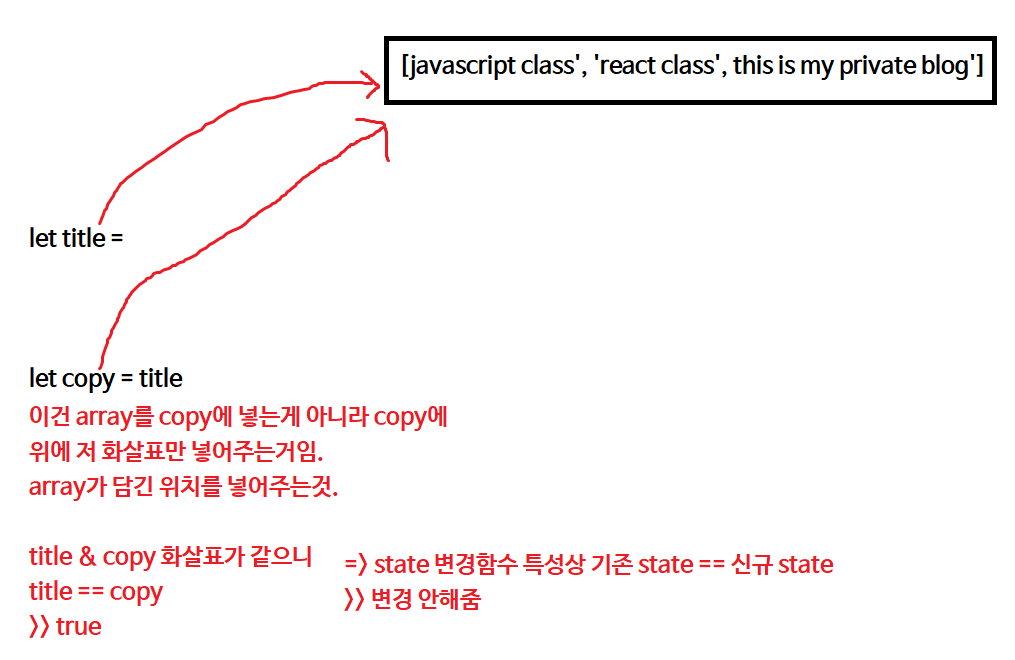 [javascript class', 'react class', this is my private blog']
let title =
let copy = title
이건 array를 copy에 넣는게 아니라 copy에
위에 저 화살표만 넣어주는거임.
array가 담긴 위치를 넣어주는것.
title & copy 화살표가 같으니
title == copy
>> true
=> state 변경함수 특성상 기존 state == 신규 state
>> 변경 안해줌